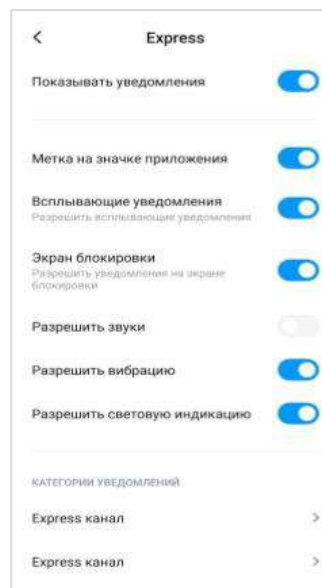 Express
Показывать уведомления
Метка на значке приложения
Всплывающие уведомления
Разрешить всплывающие уведомления
Экран блокировки
Разрешить уведомления на экране
блокировки
Разрешить звуки
Разрешить вибрацию
Разрешить световую индикацию
КАТЕГОРИИ УВЕДОМЛЕНИЙ
Express канал
Express канал